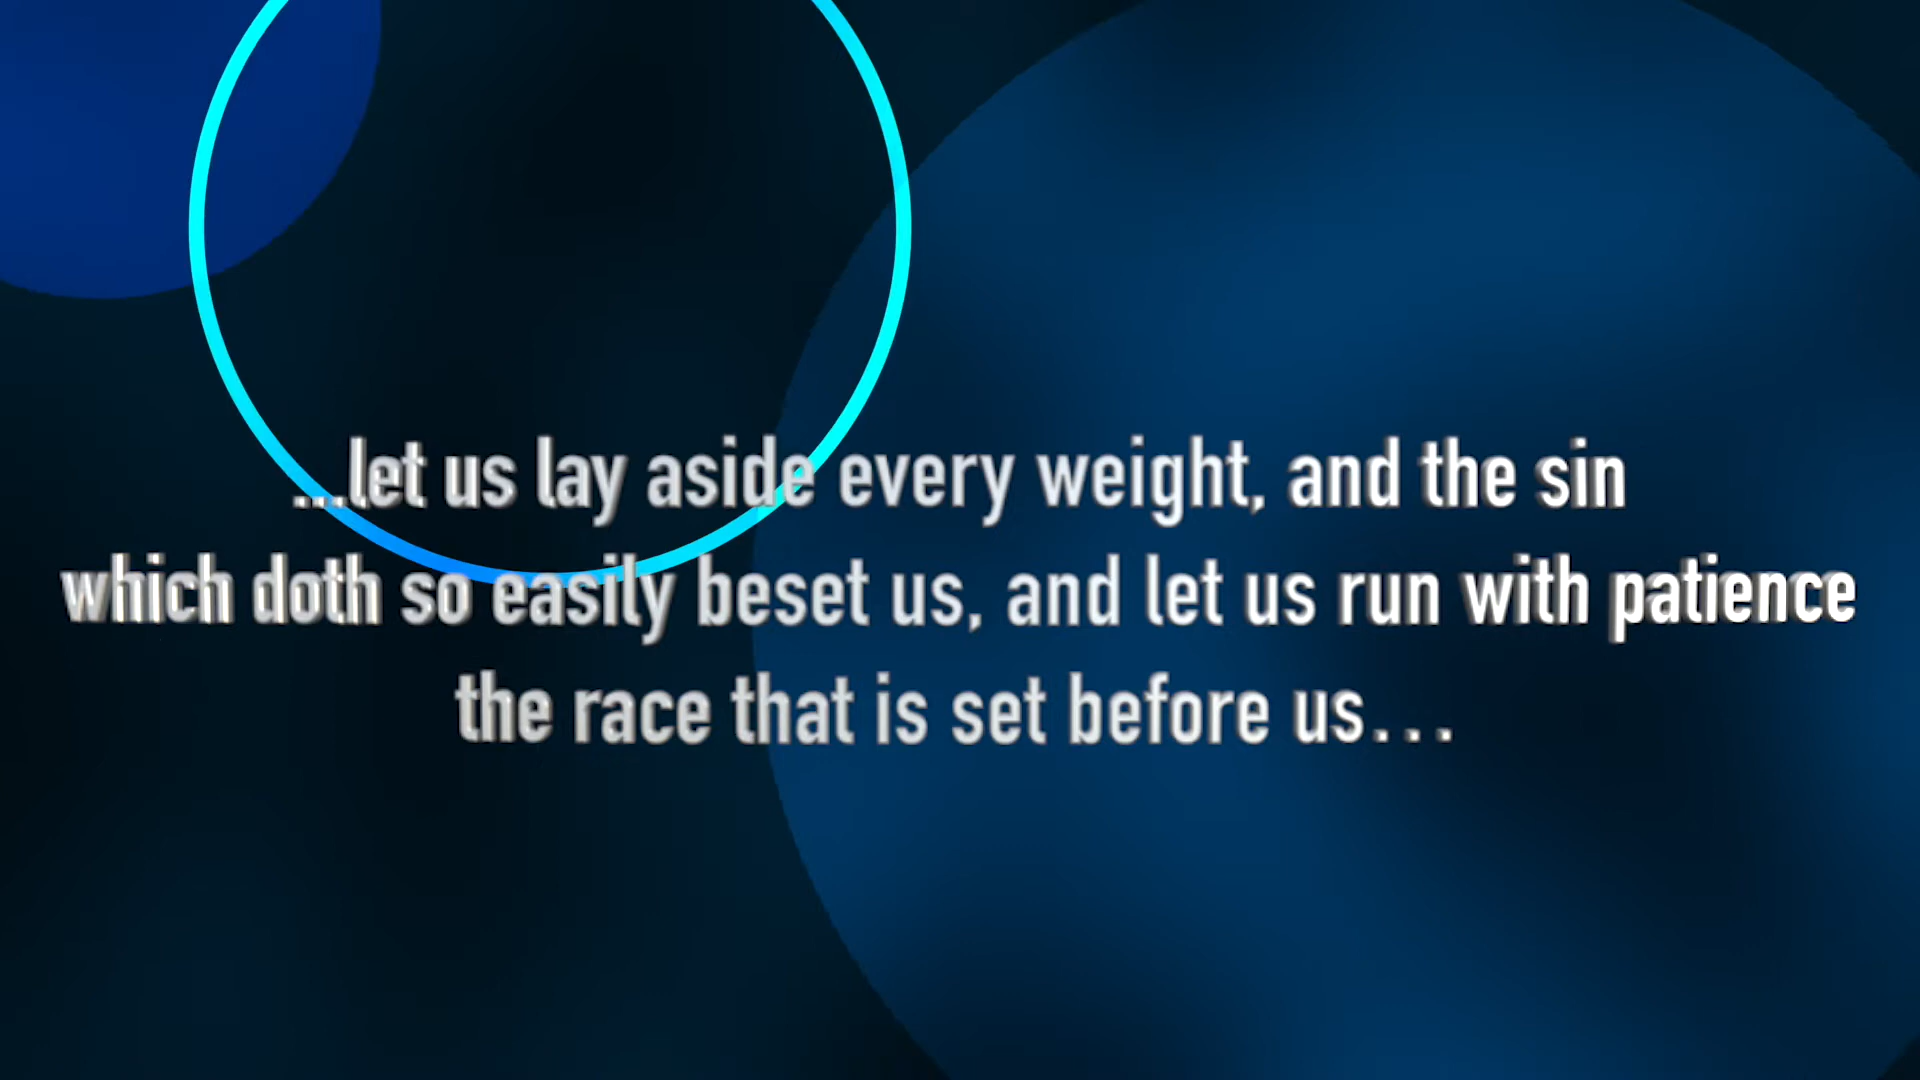 ...let us lay aside every weight, and the sin
which doth so easily beset us, and let us run with patience
the race that is set before us...